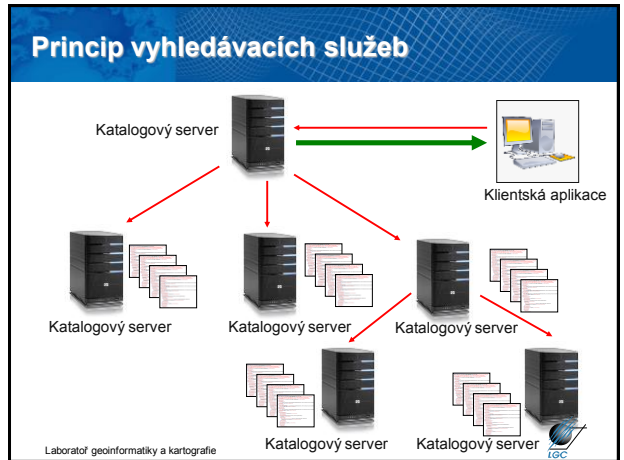 Princip vyhledávacích služeb
Katalogový server
Klientská aplikace
Katalogový server
Katalogový server
Katalogový server
Katalogový server
Katalogový server
Laboratoř geoinformatiky a kartografie
LGC